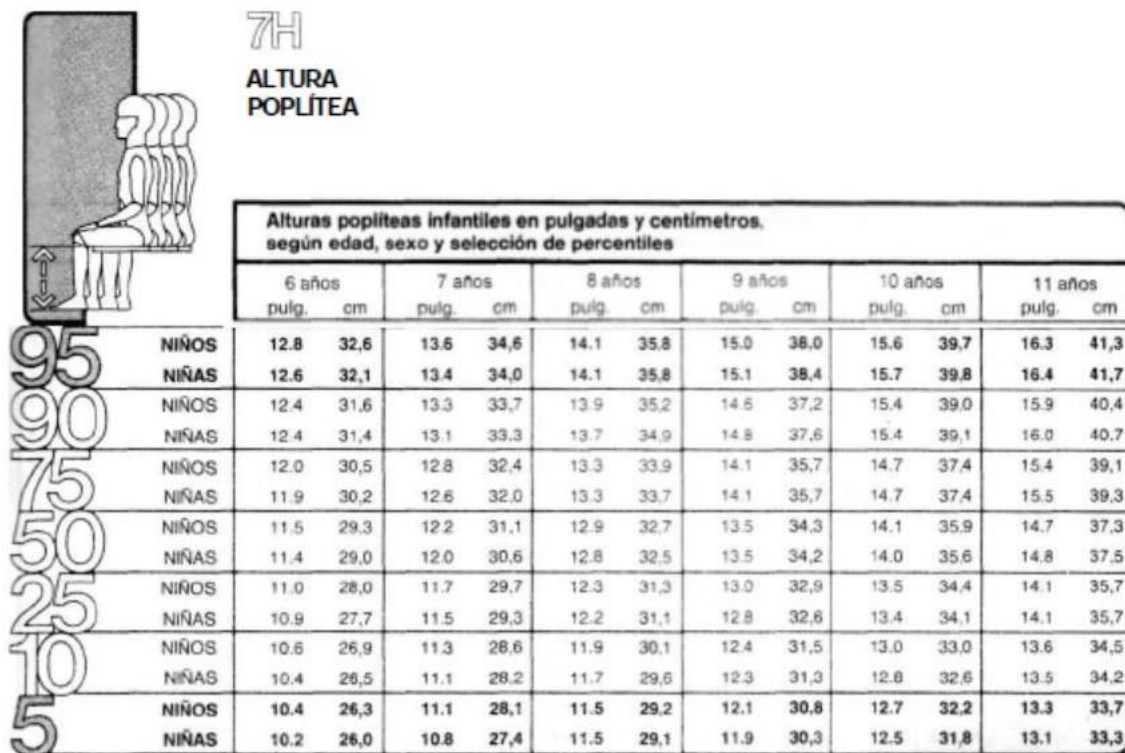 7H
ALTURA
POPLÍTEA
Alturas poplíteas infantiles en pulgadas y centímetros,
según edad, sexo y selección de percentiles
6 años 7 años 8 años 9 años 10 años 11 años
pulg. cm pulg. cm pulg. cm pulg. cm pulg. cm pulg. cm
95 NIÑOS 12.8 32,6 13.6 34,6 14.1 35,8 15.0 38,0 15.6 39,7 16.3 41,3
NIÑAS 12.6 32,1 13.4 34,0 14.1 35,8 15.1 38,4 15.7 39,8 16.4 41,7
90 NIÑOS 12.4 31,6 13.3 33,7 13.9 35,2 14.6 37,2 15.4 39,0 15.9 40,4
NIÑAS 12.4 31,4 13.1 33,3 13.7 34,9 14.8 37,6 15.4 39,1 16.0 40,7
75 NIÑOS 12.0 30,5 12.8 32,4 13.3 33,9 14.1 35,7 14.7 37,4 15.4 39,1
NIÑAS 11.9 30,2 12.6 32,0 13.3 33,7 14.1 35,7 14.7 37,4 15.5 39,3
50 NIÑOS 11.5 29,3 12.2 31,1 12.9 32,7 13.5 34,3 14.1 35,9 14.7 37,3
NIÑAS 11.4 29,0 12.0 30,6 12.8 32,5 13.5 34,2 14.0 35,6 14.8 37,5
25 NIÑOS 11.0 28,0 11.7 29,7 12.3 31,3 13.0 32,9 13.5 34,4 14.1 35,7
NIÑAS 10.9 27,7 11.5 29,3 12.2 31,1 12.8 32,6 13.4 34,1 14.1 35,7
10 NIÑOS 10.6 26,9 11.3 28,6 11.9 30,1 12.4 31,5 13.0 33,0 13.6 34,5
NIÑAS 10.4 26,5 11.1 28,2 11.7 29,6 12.3 31,3 12.8 32,6 13.5 34,2
5 NIÑOS 10.4 26,3 11.1 28,1 11.5 29,2 12.1 30,8 12.7 32,2 13.3 33,7
NIÑAS 10.2 26,0 10.8 27,4 11.5 29,1 11.9 30,3 12.5 31,8 13.1 33,3